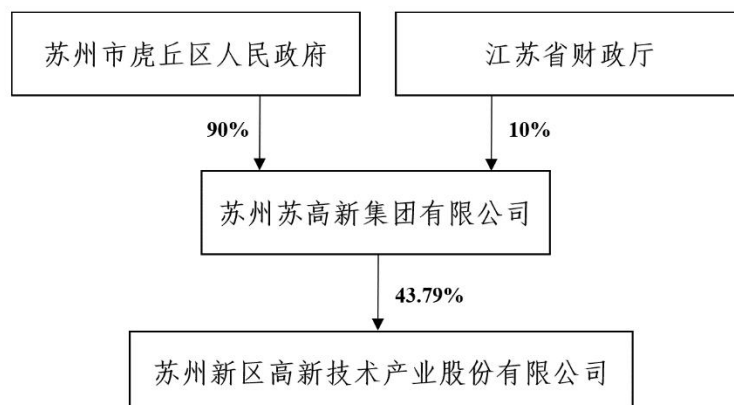 苏州市虎丘区人民政府
江苏省财政厅
90%
10%
苏州苏高新集团有限公司
43.79%
苏州新区高新技术产业股份有限公司